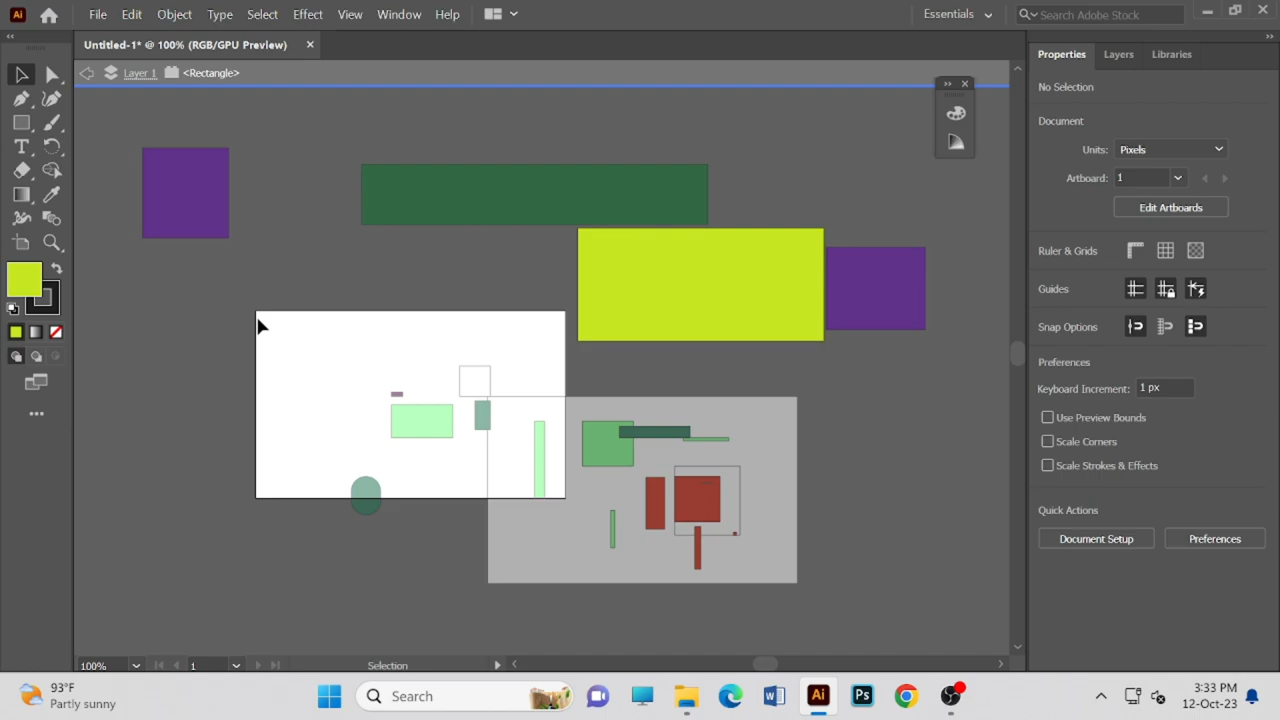 Ai File Edit Object Type Select Effect View Window Help Essentials Search Adobe Stock
Untitled-1* @ 100% (RGB/GPU Preview)
Layer 1 <Rectangle>
Properties Layers Libraries
No Selection
Document
Units: Pixels
Artboard: 1
Edit Artboards
Ruler & Grids
Guides
Snap Options
Preferences
Keyboard Increment: 1 px
Use Preview Bounds
Scale Corners
Scale Strokes & Effects
Quick Actions
Document Setup Preferences
100% 1 Selection
93°F
Partly sunny
Search
W Ai Ps
3:33 PM
12-Oct-23